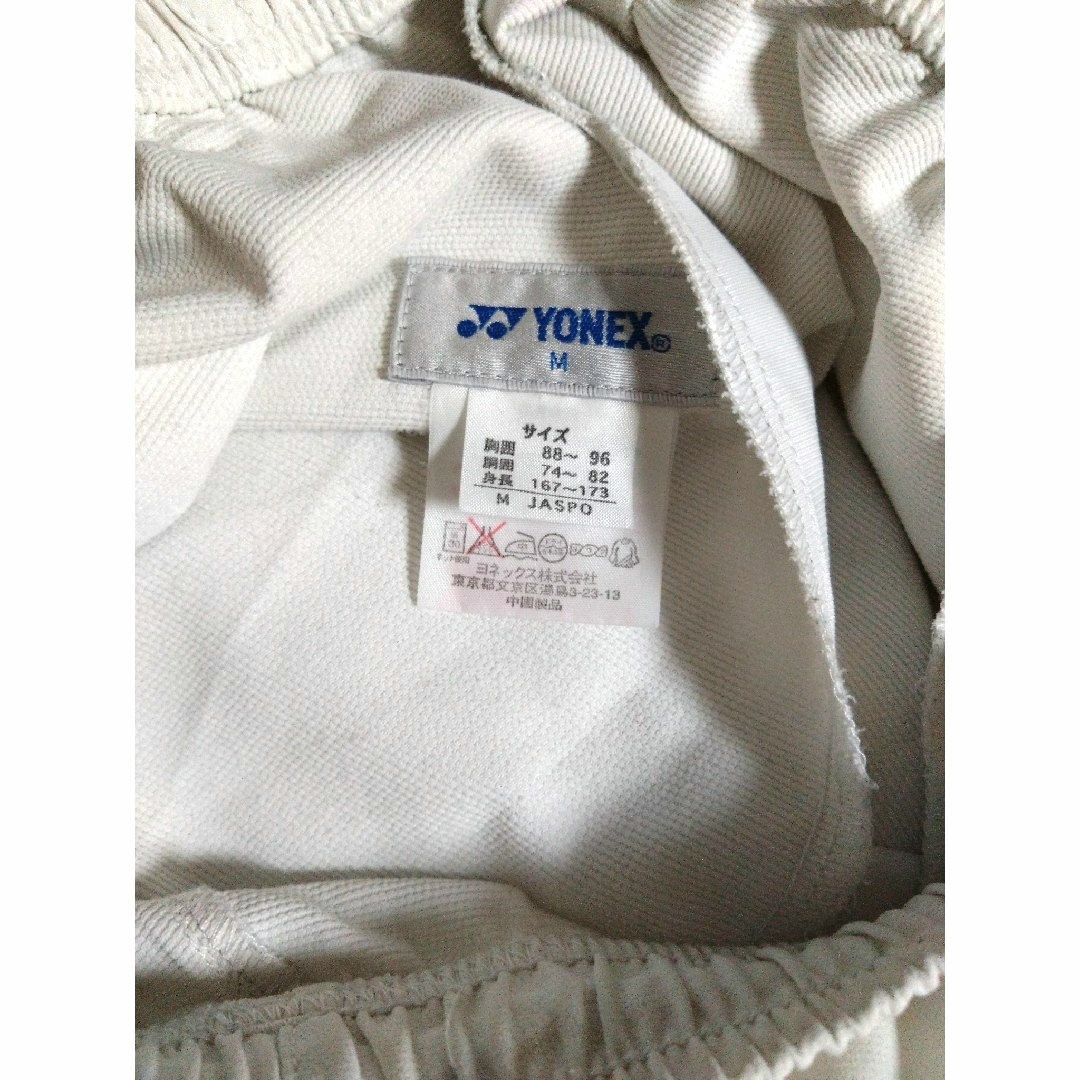 YONEX®
M
サイズ
胸囲 88～96
胴囲 74～82
身長 167～173
M JASPO
ヨネックス株式会社
東京都文京区湯島3-23-13
中国製品